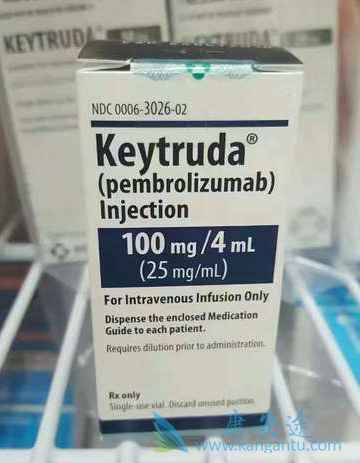 KEYTRUDA
NDC 0006-3026-02
Keytruda®
(pembrolizumab)
Injection
100 mg/4 mL
(25 mg/mL)
For Intravenous Infusion Only
Dispense the enclosed Medication
Guide to each patient.
Requires dilution prior to administration.
Rx only
Single-use vial. Discard unused portion.
康安途
www.kangantu.com